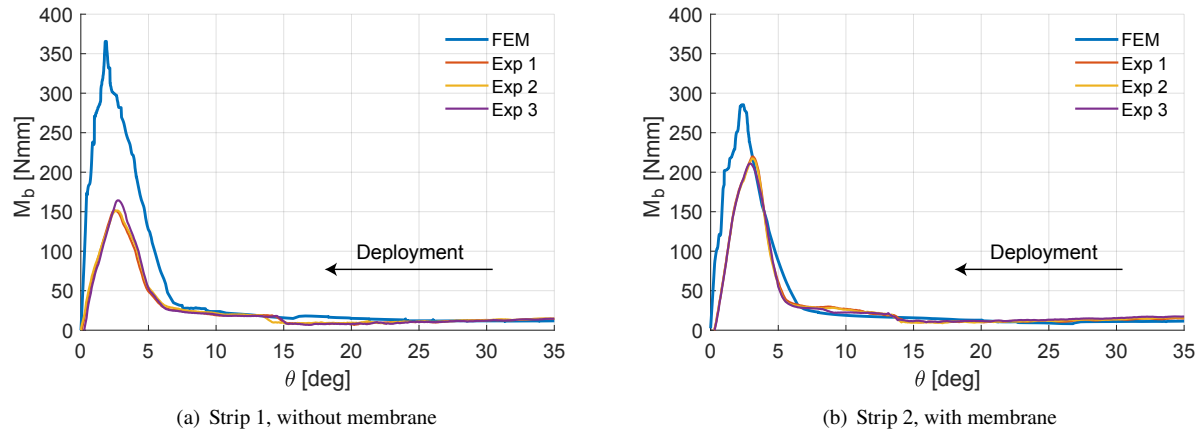 400
350
300
250
200
150
100
50
0
M_b [Nmm]
0 5 10 15 20 25 30 35
θ [deg]
FEM
Exp 1
Exp 2
Exp 3
Deployment
(a) Strip 1, without membrane
400
350
300
250
200
150
100
50
0
M_b [Nmm]
0 5 10 15 20 25 30 35
θ [deg]
FEM
Exp 1
Exp 2
Exp 3
Deployment
(b) Strip 2, with membrane